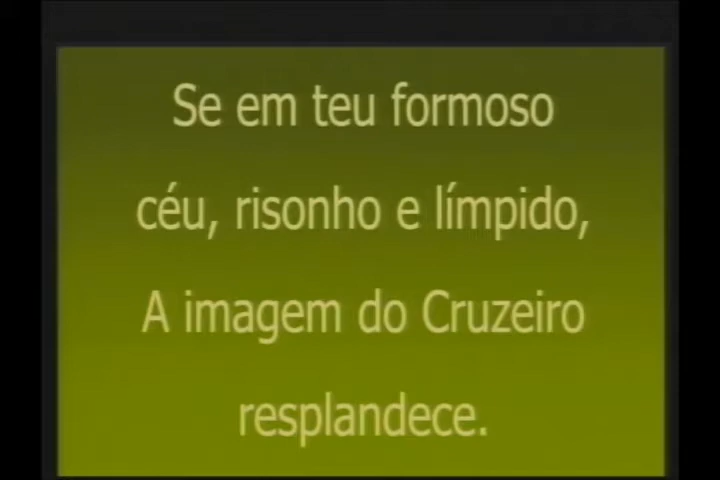 Se em teu formoso
céu, risonho e límpido,
A imagem do Cruzeiro
resplandece.